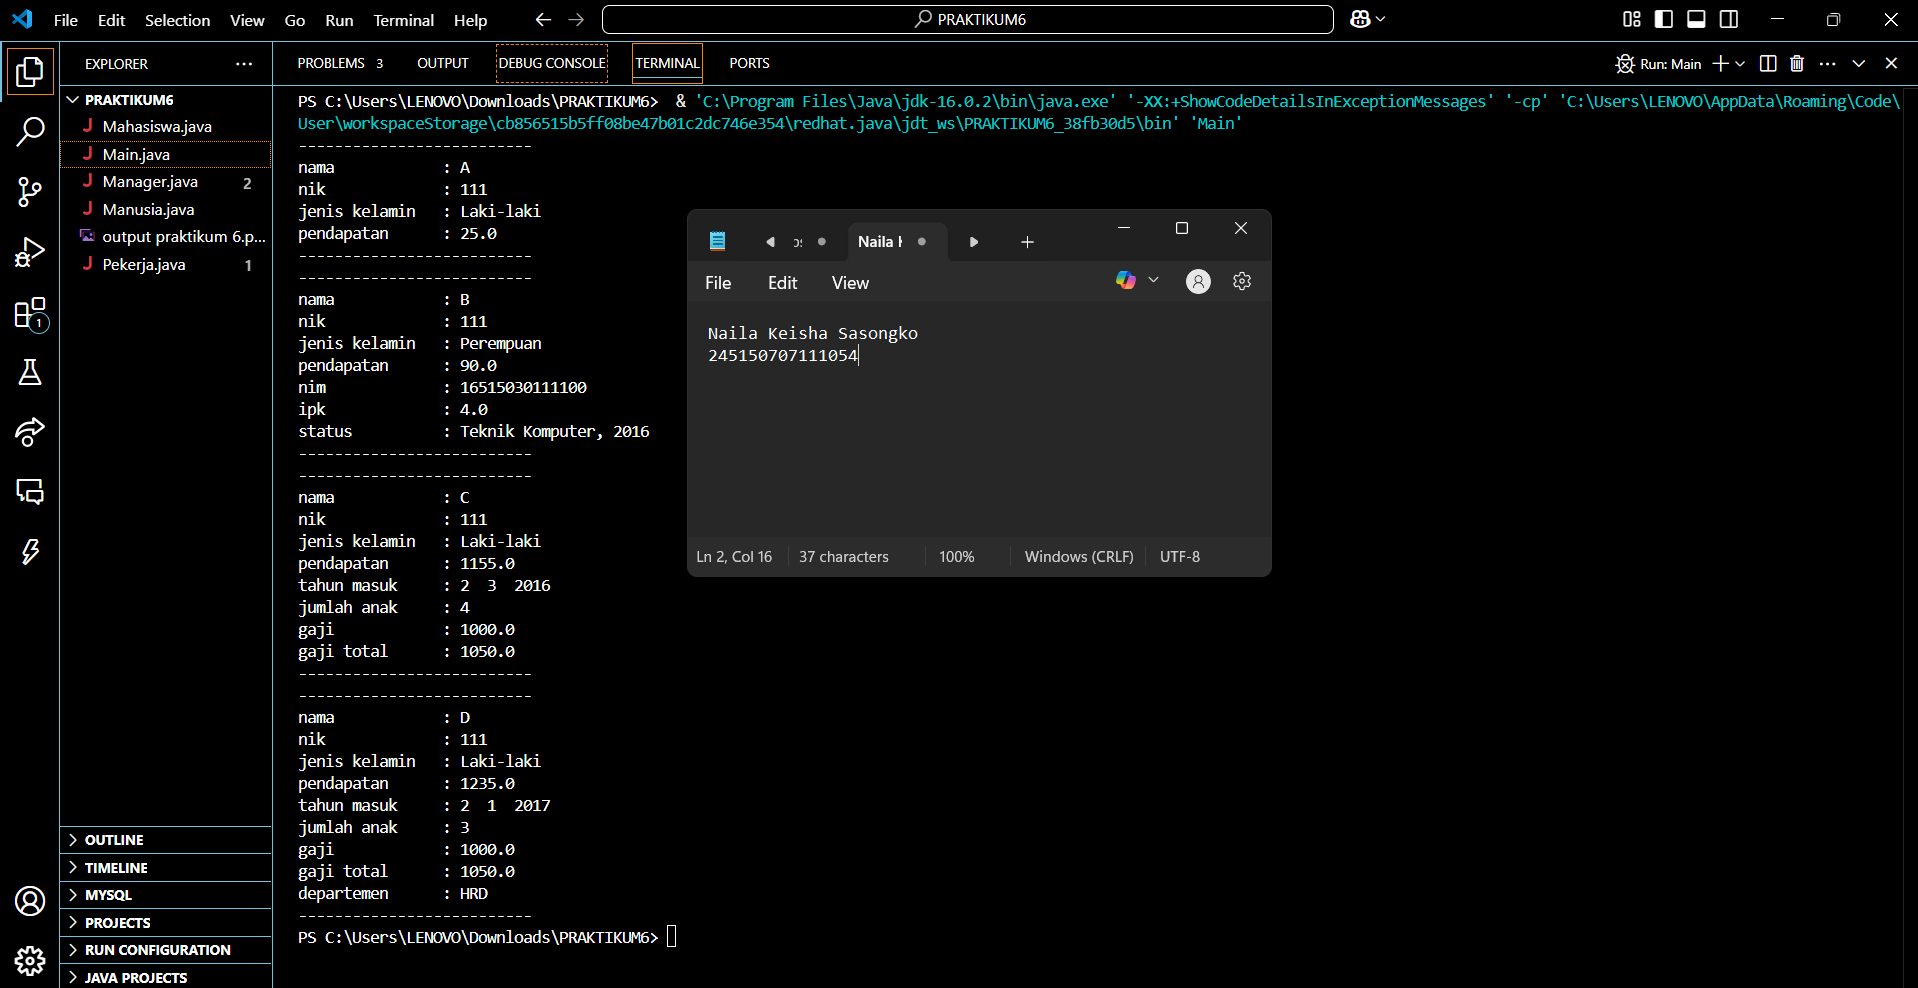 File Edit Selection View Go Run Terminal Help
PRAKTIKUM6
EXPLORER
PRAKTIKUM6
Mahasiswa.java
Main.java
Manager.java 2
Manusia.java
output praktikum 6.p...
Pekerja.java 1
1
OUTLINE
TIMELINE
MYSQL
PROJECTS
RUN CONFIGURATION
JAVA PROJECTS
PROBLEMS 3 OUTPUT DEBUG CONSOLE TERMINAL PORTS
Run: Main
PS C:\Users\LENOVO\Downloads\PRAKTIKUM6> & 'C:\Program Files\Java\jdk-16.0.2\bin\java.exe' '-XX:+ShowCodeDetailsInExceptionMessages' '-cp' 'C:\Users\LENOVO\AppData\Roaming\Code\
User\workspaceStorage\cb856515b5ff08be47b01c2dc746e354\redhat.java\jdt_ws\PRAKTIKUM6_38fb30d5\bin' 'Main'
--------------------------
nama : A
nik : 111
jenis kelamin : Laki-laki
pendapatan : 25.0
--------------------------
--------------------------
nama : B
nik : 111
jenis kelamin : Perempuan
pendapatan : 90.0
nim : 16515030111100
ipk : 4.0
status : Teknik Komputer, 2016
--------------------------
--------------------------
nama : C
nik : 111
jenis kelamin : Laki-laki
pendapatan : 1155.0
tahun masuk : 2 3 2016
jumlah anak : 4
gaji : 1000.0
gaji total : 1050.0
--------------------------
--------------------------
nama : D
nik : 111
jenis kelamin : Laki-laki
pendapatan : 1235.0
tahun masuk : 2 1 2017
jumlah anak : 3
gaji : 1000.0
gaji total : 1050.0
departemen : HRD
--------------------------
PS C:\Users\LENOVO\Downloads\PRAKTIKUM6>
Naila
File Edit View
Naila Keisha Sasongko
245150707111054
Ln 2, Col 16 37 characters 100% Windows (CRLF) UTF-8